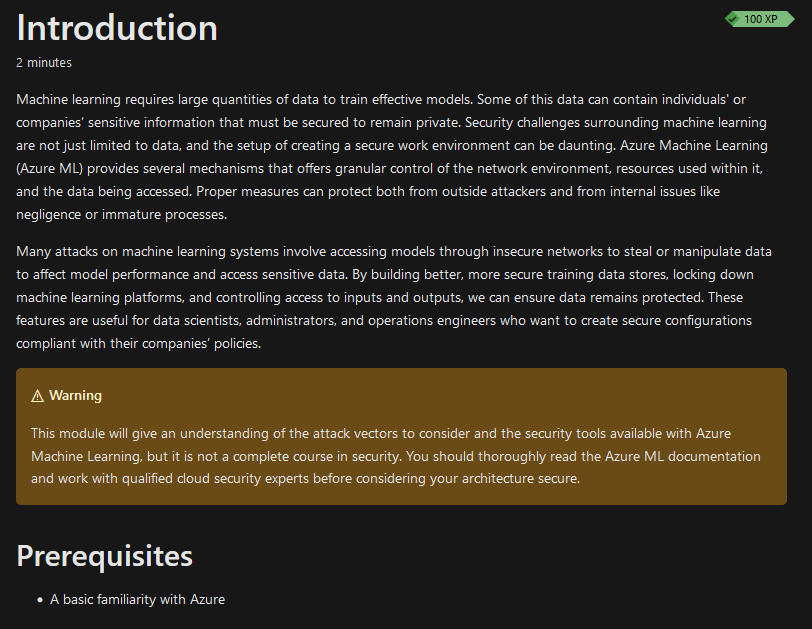 Introduction
100 XP
2 minutes
Machine learning requires large quantities of data to train effective models. Some of this data can contain individuals' or
companies' sensitive information that must be secured to remain private. Security challenges surrounding machine learning
are not just limited to data, and the setup of creating a secure work environment can be daunting. Azure Machine Learning
(Azure ML) provides several mechanisms that offers granular control of the network environment, resources used within it,
and the data being accessed. Proper measures can protect both from outside attackers and from internal issues like
negligence or immature processes.
Many attacks on machine learning systems involve accessing models through insecure networks to steal or manipulate data
to affect model performance and access sensitive data. By building better, more secure training data stores, locking down
machine learning platforms, and controlling access to inputs and outputs, we can ensure data remains protected. These
features are useful for data scientists, administrators, and operations engineers who want to create secure configurations
compliant with their companies' policies.
⚠ Warning
This module will give an understanding of the attack vectors to consider and the security tools available with Azure
Machine Learning, but it is not a complete course in security. You should thoroughly read the Azure ML documentation
and work with qualified cloud security experts before considering your architecture secure.
Prerequisites
• A basic familiarity with Azure